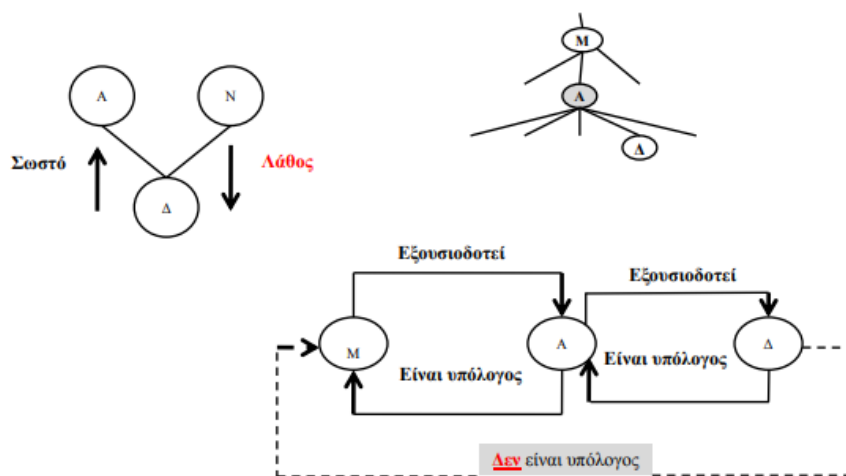 Μ
Α
Ν
Α
Σωστό
Λάθος
Δ
Δ
Εξουσιοδοτεί
Εξουσιοδοτεί
Μ
Α
Δ
Είναι υπόλογος
Είναι υπόλογος
Δεν είναι υπόλογος